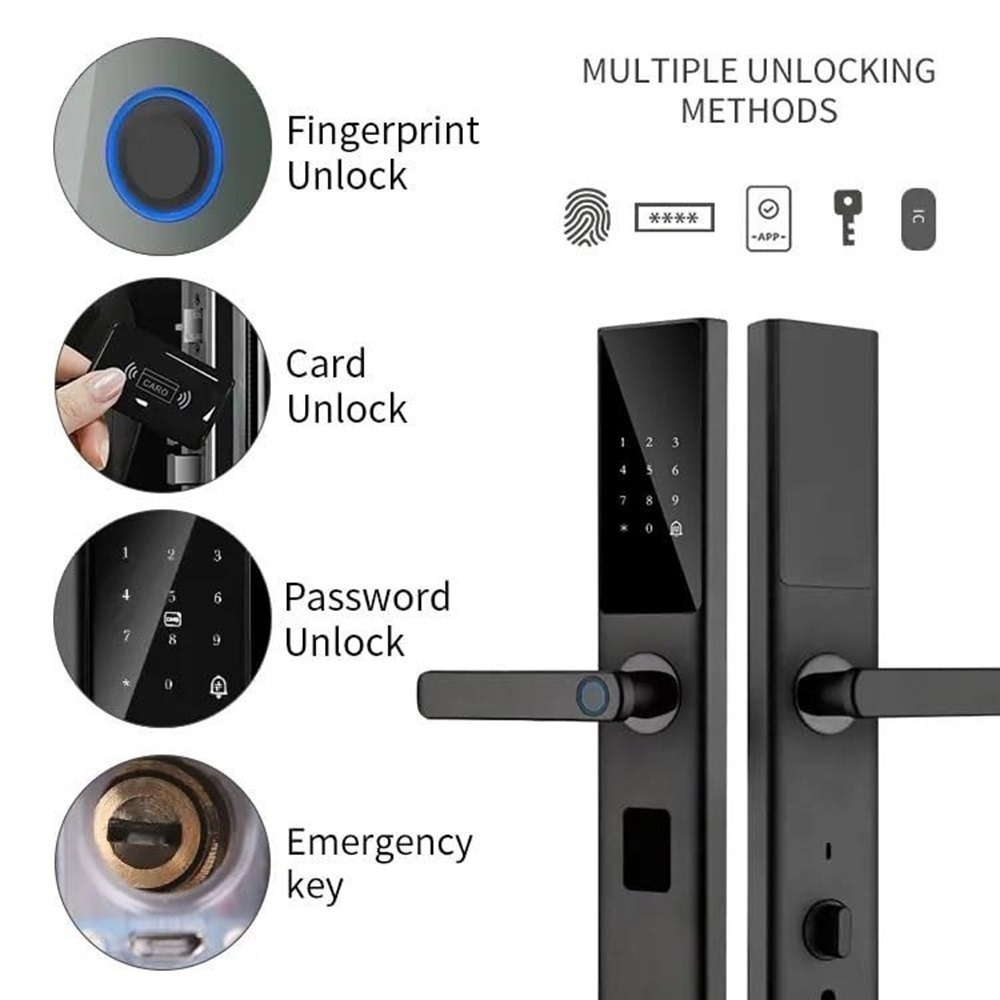 MULTIPLE UNLOCKING
METHODS
****
-APP-
IC
Fingerprint
Unlock
CARD
Card
Unlock
1 2 3
4 5 6
7 8 9
* 0
Password
Unlock
1 2 3
4 5 6
7 8 9
* 0
Emergency
key